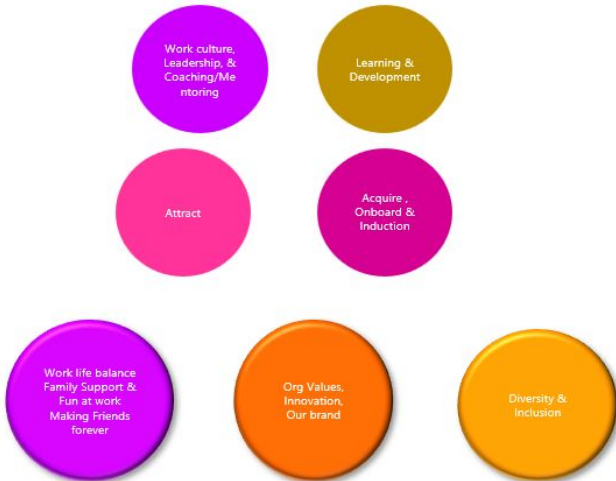 Work culture,
Leadership, &
Coaching/Me
ntoring
Learning &
Development
Attract
Acquire ,
Onboard &
Induction
Work life balance
Family Support &
Fun at work
Making Friends
forever
Org Values,
Innovation,
Our brand
Diversity &
Inclusion